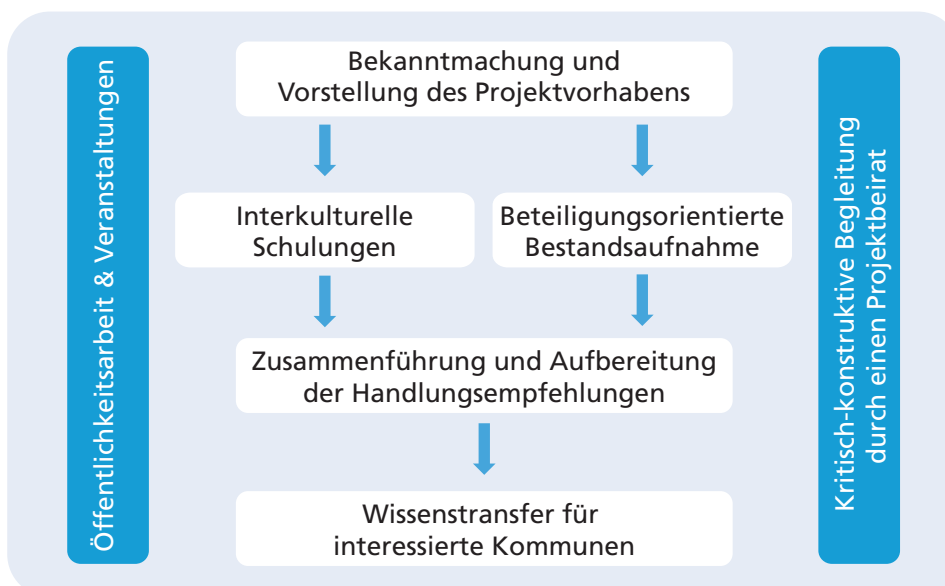 Öffentlichkeitsarbeit & Veranstaltungen
Bekanntmachung und
Vorstellung des Projektvorhabens
Interkulturelle
Schulungen
Beteiligungsorientierte
Bestandsaufnahme
Zusammenführung und Aufbereitung
der Handlungsempfehlungen
Wissenstransfer für
interessierte Kommunen
Kritisch-konstruktive Begleitung
durch einen Projektbeirat